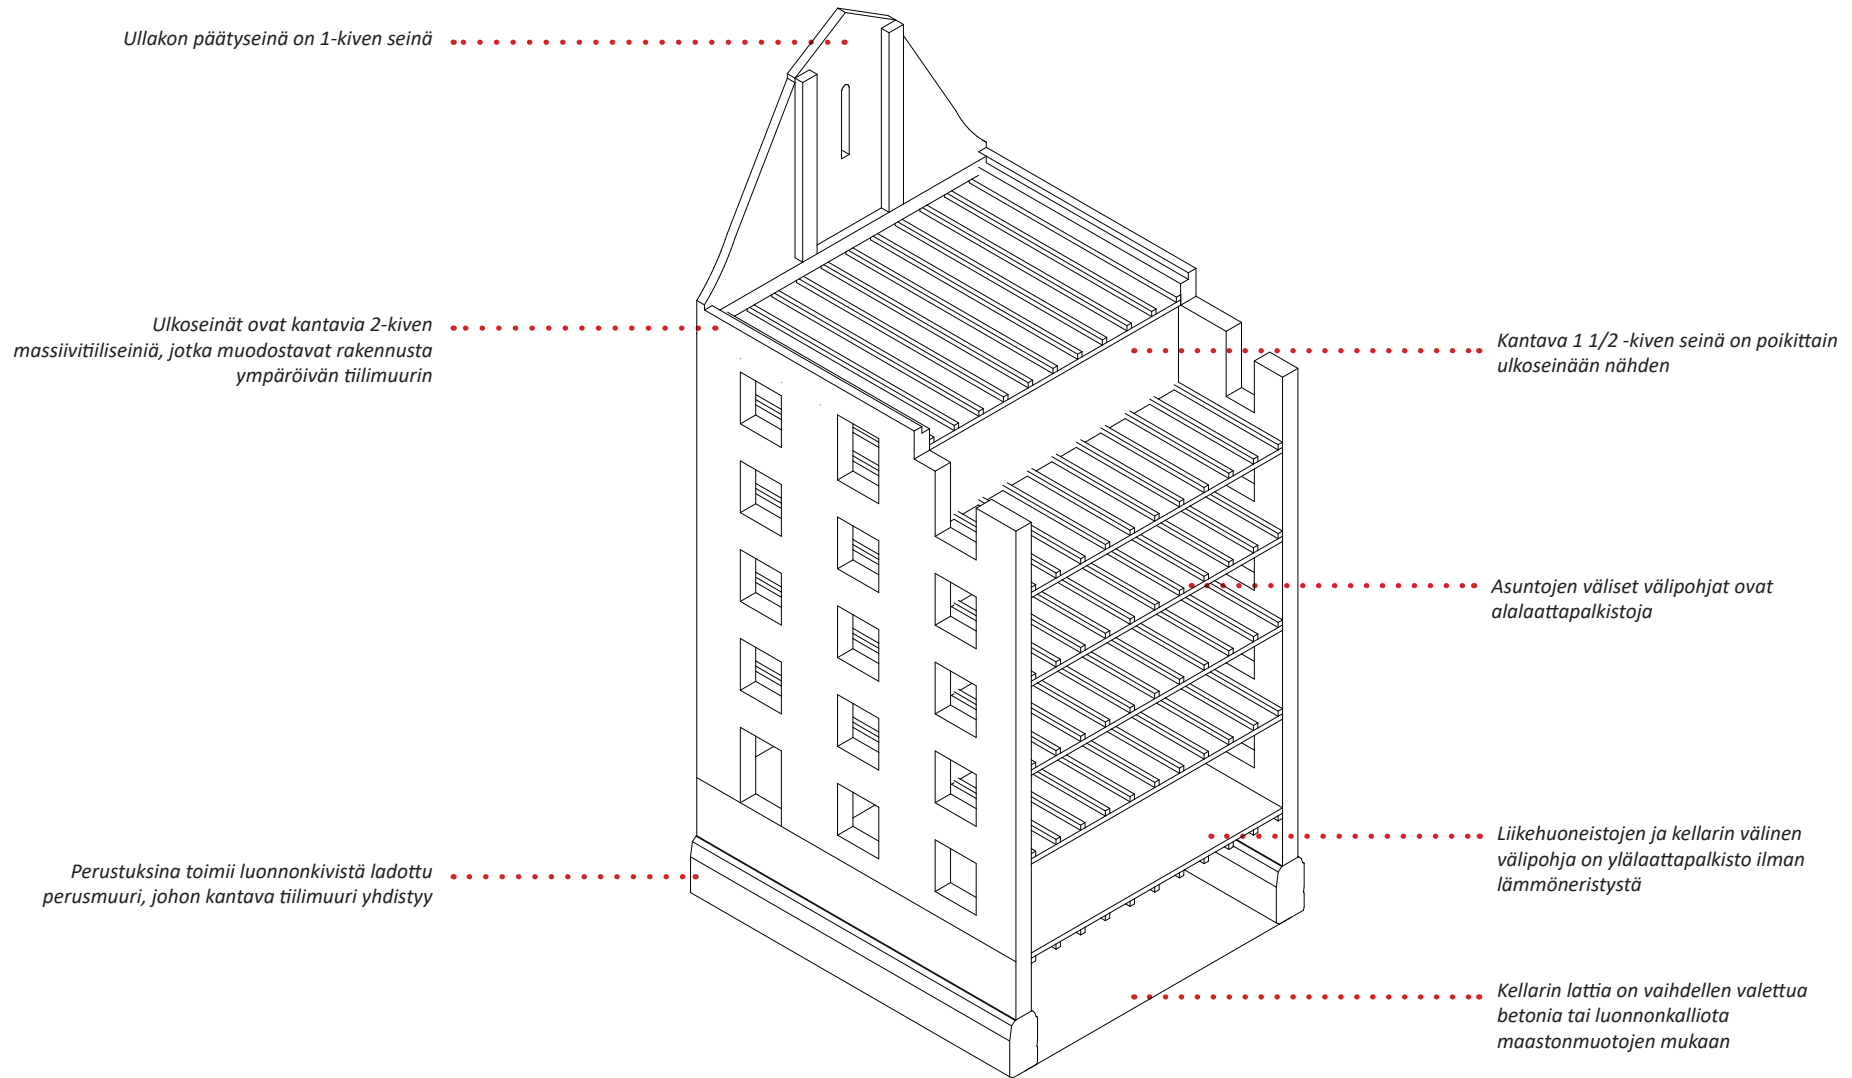 Ullakon päätyseinä on 1-kiven seinä
Ulkoseinät ovat kantavia 2-kiven
massiivitiiliseiniä, jotka muodostavat rakennusta
ympäröivän tiilimuurin
Perustuksina toimii luonnonkivistä ladottu
perusmuuri, johon kantava tiilimuuri yhdistyy
Kantava 1 1/2 -kiven seinä on poikittain
ulkoseinään nähden
Asuntojen väliset välipohjat ovat
alalaattapalkistoja
Liikehuoneistojen ja kellarin välinen
välipohja on ylälaattapalkisto ilman
lämmöneristystä
Kellarin lattia on vaihdellen valettua
betonia tai luonnonkalliota
maastonmuotojen mukaan